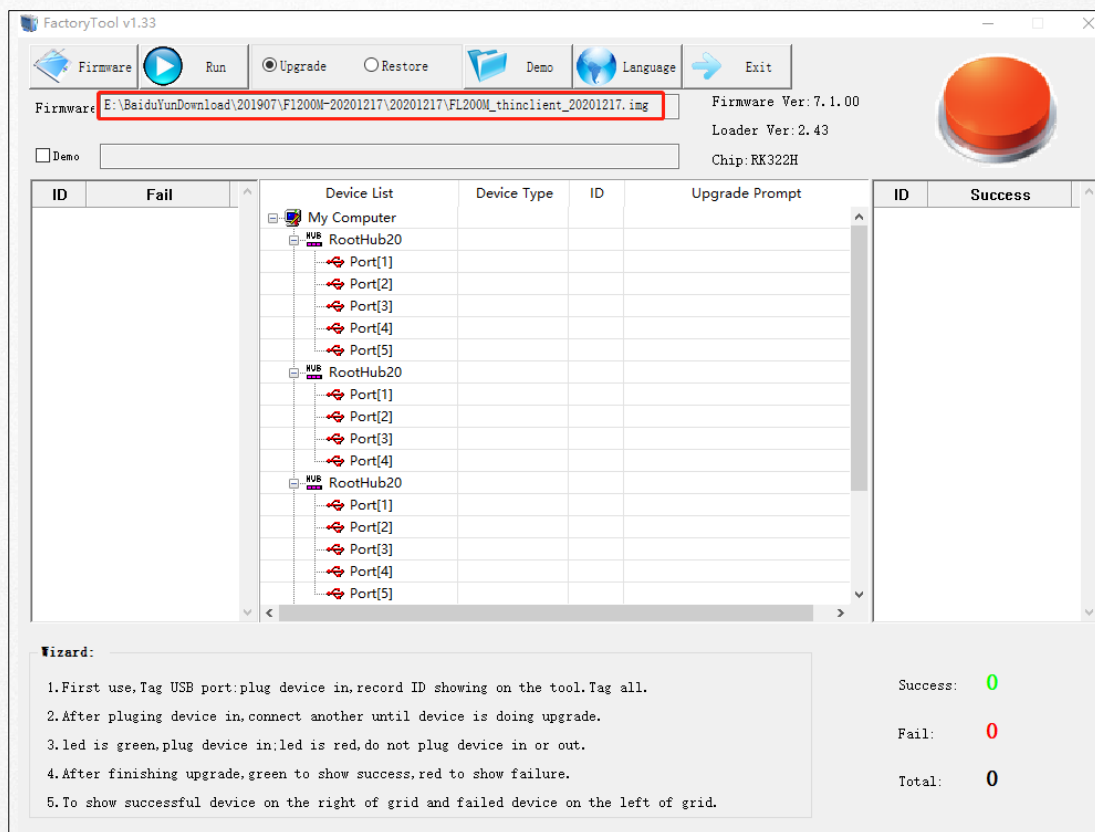 FactoryTool v1.33
Firmware Run Upgrade Restore Demo Language Exit
Firmware E:\BaiduYunDownload\201907\F1200M-20201217\20201217\FL200M_thinclient_20201217.img
Firmware Ver:7.1.00
Loader Ver:2.43
Demo
Chip:RK322H
ID Fail Device List Device Type ID Upgrade Prompt ID Success
My Computer
HUB RootHub20
Port[1]
Port[2]
Port[3]
Port[4]
Port[5]
HUB RootHub20
Port[1]
Port[2]
Port[3]
Port[4]
HUB RootHub20
Port[1]
Port[2]
Port[3]
Port[4]
Port[5]
Wizard:
1.First use,Tag USB port:plug device in,record ID showing on the tool.Tag all.
2.After pluging device in,connect another until device is doing upgrade.
3.led is green,plug device in;led is red,do not plug device in or out.
4.After finishing upgrade,green to show success,red to show failure.
5.To show successful device on the right of grid and failed device on the left of grid.
Success: 0
Fail: 0
Total: 0